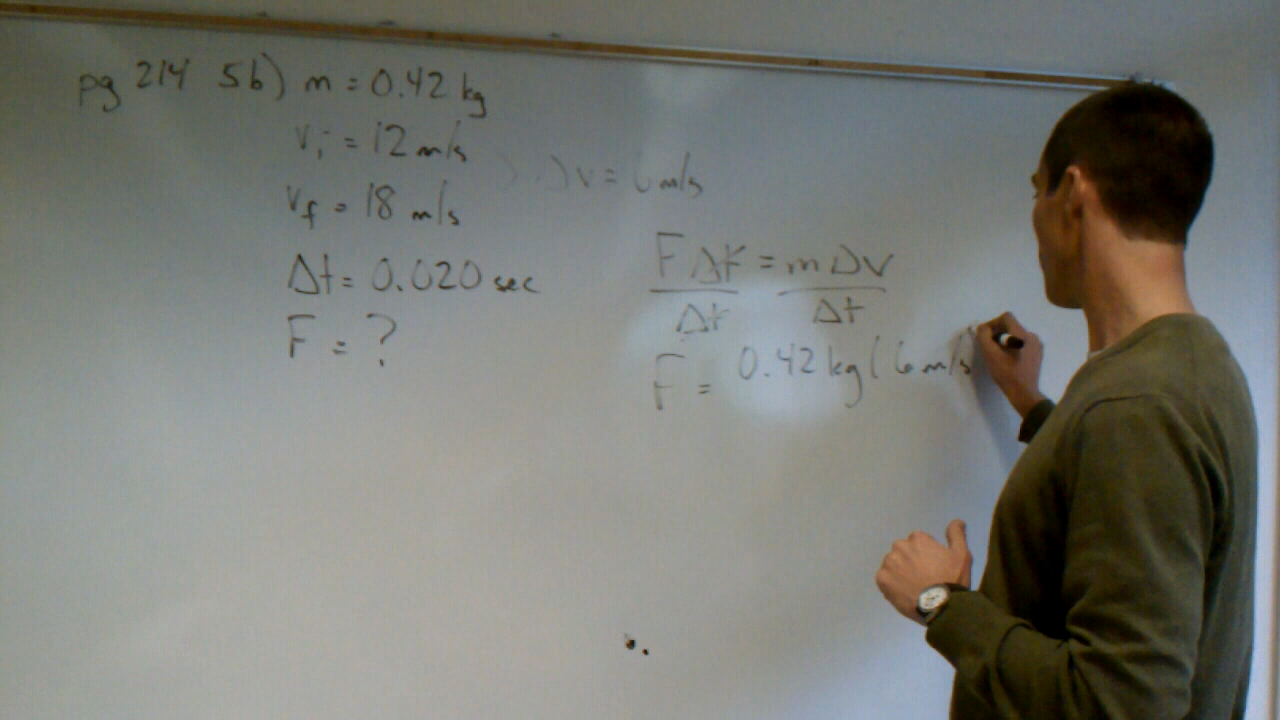 pg 214 5b) m = 0.42 kg
vᵢ = 12 m/s
Δv = 6 m/s
v_f = 18 m/s
Δt = 0.020 sec
F = ?
FΔt = mΔv
Δt Δt
F = 0.42 kg (6 m/s